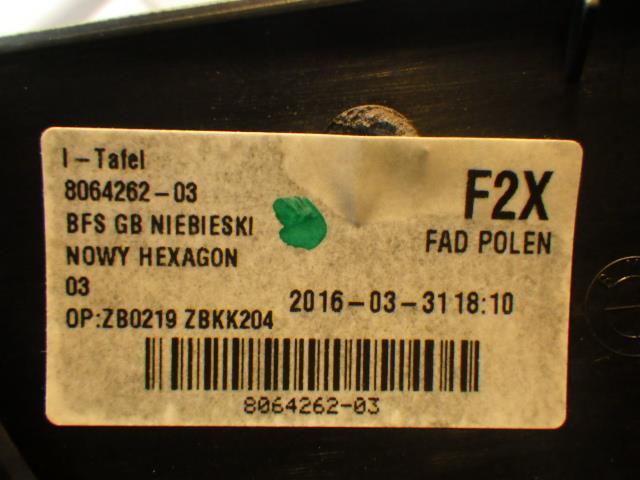 I-Tafel
8064262-03
BFS GB NIEBIESKI
NOWY HEXAGON
03
OP:ZB0219 ZBKK204
F2X
FAD POLEN
2016-03-31 18:10
8064262-03